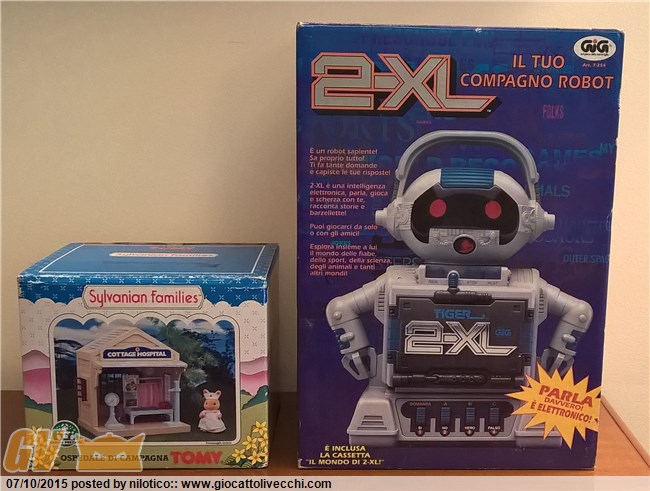 Sylvanian Families
COTTAGE HOSPITAL
OSPEDALE DI CAMPAGNA TOMY
GiG
2-XL
IL TUO
COMPAGNO ROBOT
FOLKS
È un robot sapiente!
Sa proprio tutto!
Ti fa tante domande
e capisce le tue risposte!
2-XL è una intelligenza
elettronica, parla, gioca
e scherza con te,
racconta storie e
barzellette!
Puoi giocarci da solo
o con gli amici!
Esplora insieme a lui
il mondo delle fiabe,
dello sport, della scienza,
degli animali e tanti
altri mondi!
TIGER
2-XL
GiG
PARLA
DAVVERO!
È ELETTRONICO!
È INCLUSA
LA CASSETTA
"IL MONDO DI 2-XL!"
07/10/2015 posted by nilotico:: www.giocattolivecchi.com